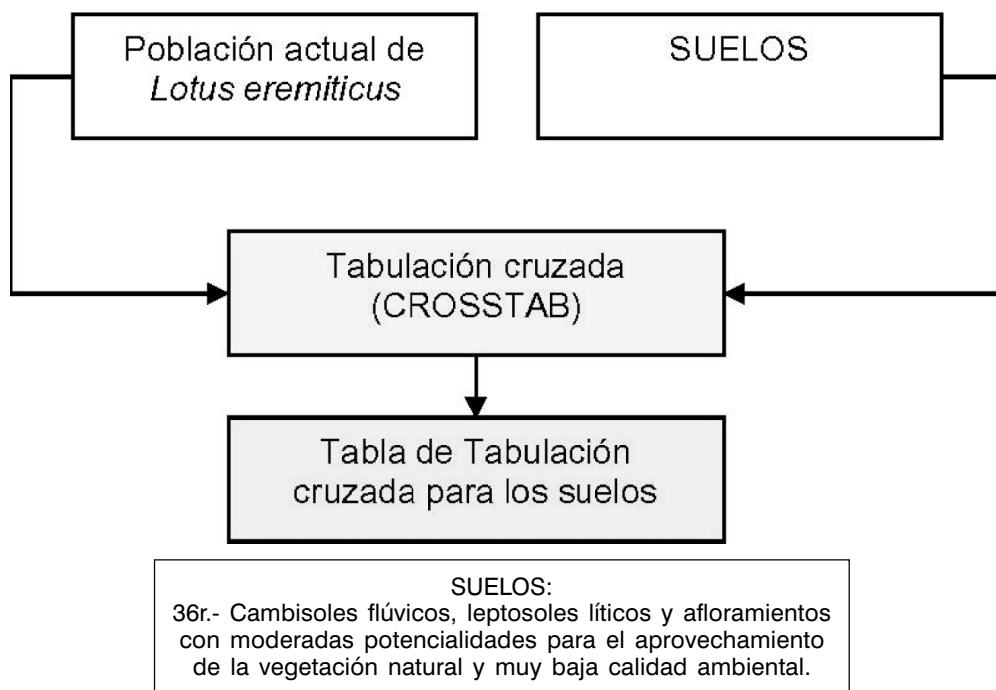 Población actual de
Lotus eremiticus
SUELOS
Tabulación cruzada
(CROSSTAB)
Tabla de Tabulación
cruzada para los suelos
SUELOS:
36r.- Cambisoles flúvicos, leptosoles líticos y afloramientos
con moderadas potencialidades para el aprovechamiento
de la vegetación natural y muy baja calidad ambiental.